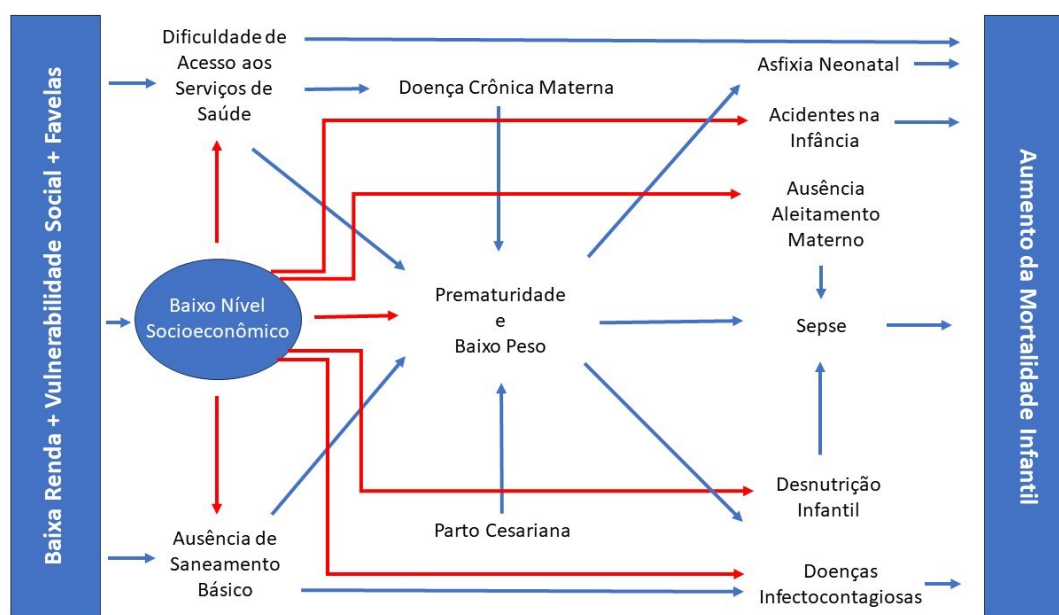 Baixa Renda + Vulnerabilidade Social + Favelas
Dificuldade de
Acesso aos
Serviços de
Saúde
Doença Crônica Materna
Asfixia Neonatal
Acidentes na
Infância
Ausência
Aleitamento
Materno
Baixo Nível
Socioeconômico
Prematuridade
e
Baixo Peso
Sepse
Desnutrição
Infantil
Parto Cesariana
Ausência de
Saneamento
Básico
Doenças
Infectocontagiosas
Aumento da Mortalidade Infantil